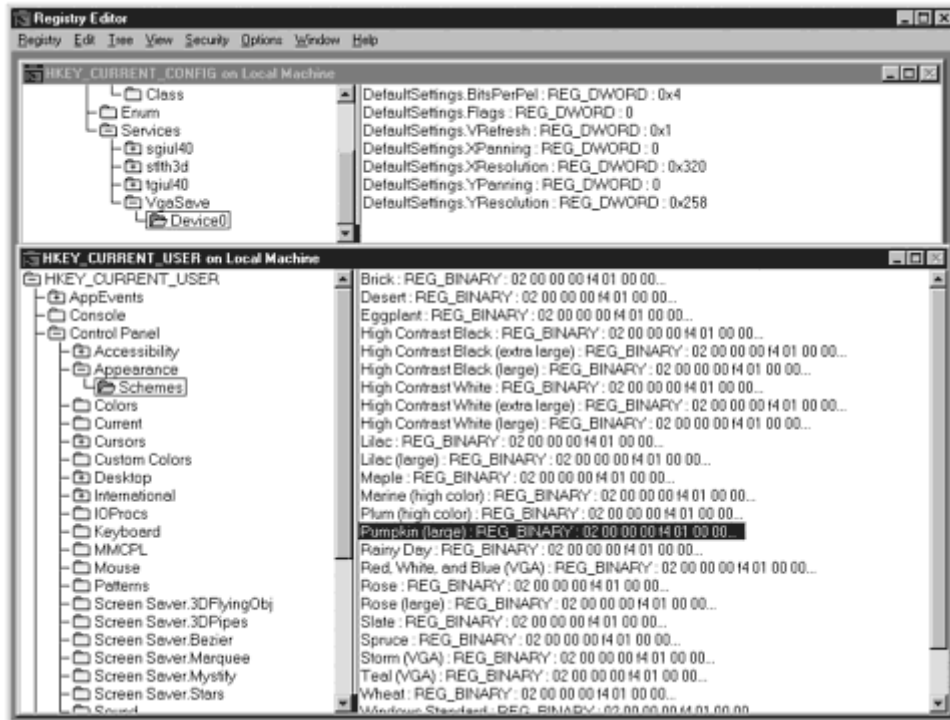 Registry Editor
Registry Edit Tree View Security Options Window Help
HKEY_CURRENT_CONFIG on Local Machine
Class
Enum
Services
sgiul40
stlth3d
tgiul40
VgaSave
Device0
DefaultSettings.BitsPerPel : REG_DWORD : 0x4
DefaultSettings.Flags : REG_DWORD : 0
DefaultSettings.VRefresh : REG_DWORD : 0x1
DefaultSettings.XPanning : REG_DWORD : 0
DefaultSettings.XResolution : REG_DWORD : 0x320
DefaultSettings.YPanning : REG_DWORD : 0
DefaultSettings.YResolution : REG_DWORD : 0x258
HKEY_CURRENT_USER on Local Machine
HKEY_CURRENT_USER
AppEvents
Console
Control Panel
Accessibility
Appearance
Schemes
Colors
Current
Cursors
Custom Colors
Desktop
International
IOProcs
Keyboard
MMCPL
Mouse
Patterns
Screen Saver.3DFlyingObj
Screen Saver.3DPipes
Screen Saver.Bezier
Screen Saver.Marquee
Screen Saver.Mystify
Screen Saver.Stars
Sound
Brick : REG_BINARY : 02 00 00 00 f4 01 00 00...
Desert : REG_BINARY : 02 00 00 00 f4 01 00 00...
Eggplant : REG_BINARY : 02 00 00 00 f4 01 00 00...
High Contrast Black : REG_BINARY : 02 00 00 00 f4 01 00 00...
High Contrast Black (extra large) : REG_BINARY : 02 00 00 00 f4 01 00 00...
High Contrast Black (large) : REG_BINARY : 02 00 00 00 f4 01 00 00...
High Contrast White : REG_BINARY : 02 00 00 00 f4 01 00 00...
High Contrast White (extra large) : REG_BINARY : 02 00 00 00 f4 01 00 00...
High Contrast White (large) : REG_BINARY : 02 00 00 00 f4 01 00 00...
Lilac : REG_BINARY : 02 00 00 00 f4 01 00 00...
Lilac (large) : REG_BINARY : 02 00 00 00 f4 01 00 00...
Maple : REG_BINARY : 02 00 00 00 f4 01 00 00...
Marine (high color) : REG_BINARY : 02 00 00 00 f4 01 00 00...
Plum (high color) : REG_BINARY : 02 00 00 00 f4 01 00 00...
Pumpkin (large) : REG_BINARY : 02 00 00 00 f4 01 00 00...
Rainy Day : REG_BINARY : 02 00 00 00 f4 01 00 00...
Red, White, and Blue (VGA) : REG_BINARY : 02 00 00 00 f4 01 00 00...
Rose : REG_BINARY : 02 00 00 00 f4 01 00 00...
Rose (large) : REG_BINARY : 02 00 00 00 f4 01 00 00...
Slate : REG_BINARY : 02 00 00 00 f4 01 00 00...
Spruce : REG_BINARY : 02 00 00 00 f4 01 00 00...
Storm (VGA) : REG_BINARY : 02 00 00 00 f4 01 00 00...
Teal (VGA) : REG_BINARY : 02 00 00 00 f4 01 00 00...
Wheat : REG_BINARY : 02 00 00 00 f4 01 00 00...
Windows Standard : REG_BINARY : 02 00 00 00 f4 01 00 00...